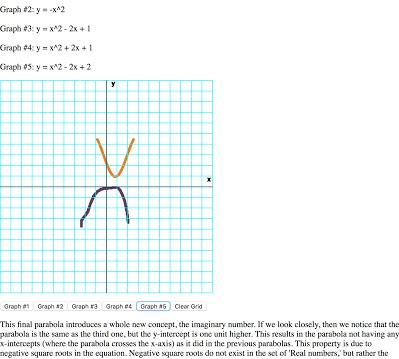 Graph #2: y = -x^2
Graph #3: y = x^2 - 2x + 1
Graph #4: y = x^2 + 2x + 1
Graph #5: y = x^2 - 2x + 2
y
x
Graph #1 Graph #2 Graph #3 Graph #4 Graph #5 Clear Grid
This final parabola introduces a whole new concept, the imaginary number. If we look closely, then we notice that the
parabola is the same as the third one, but the y-intercept is one unit higher. This results in the parabola not having any
x-intercepts (where the parabola crosses the x-axis) as it did in the previous parabolas. This property is due to
negative square roots in the equation. Negative square roots do not exist in the set of 'Real numbers,' but rather the